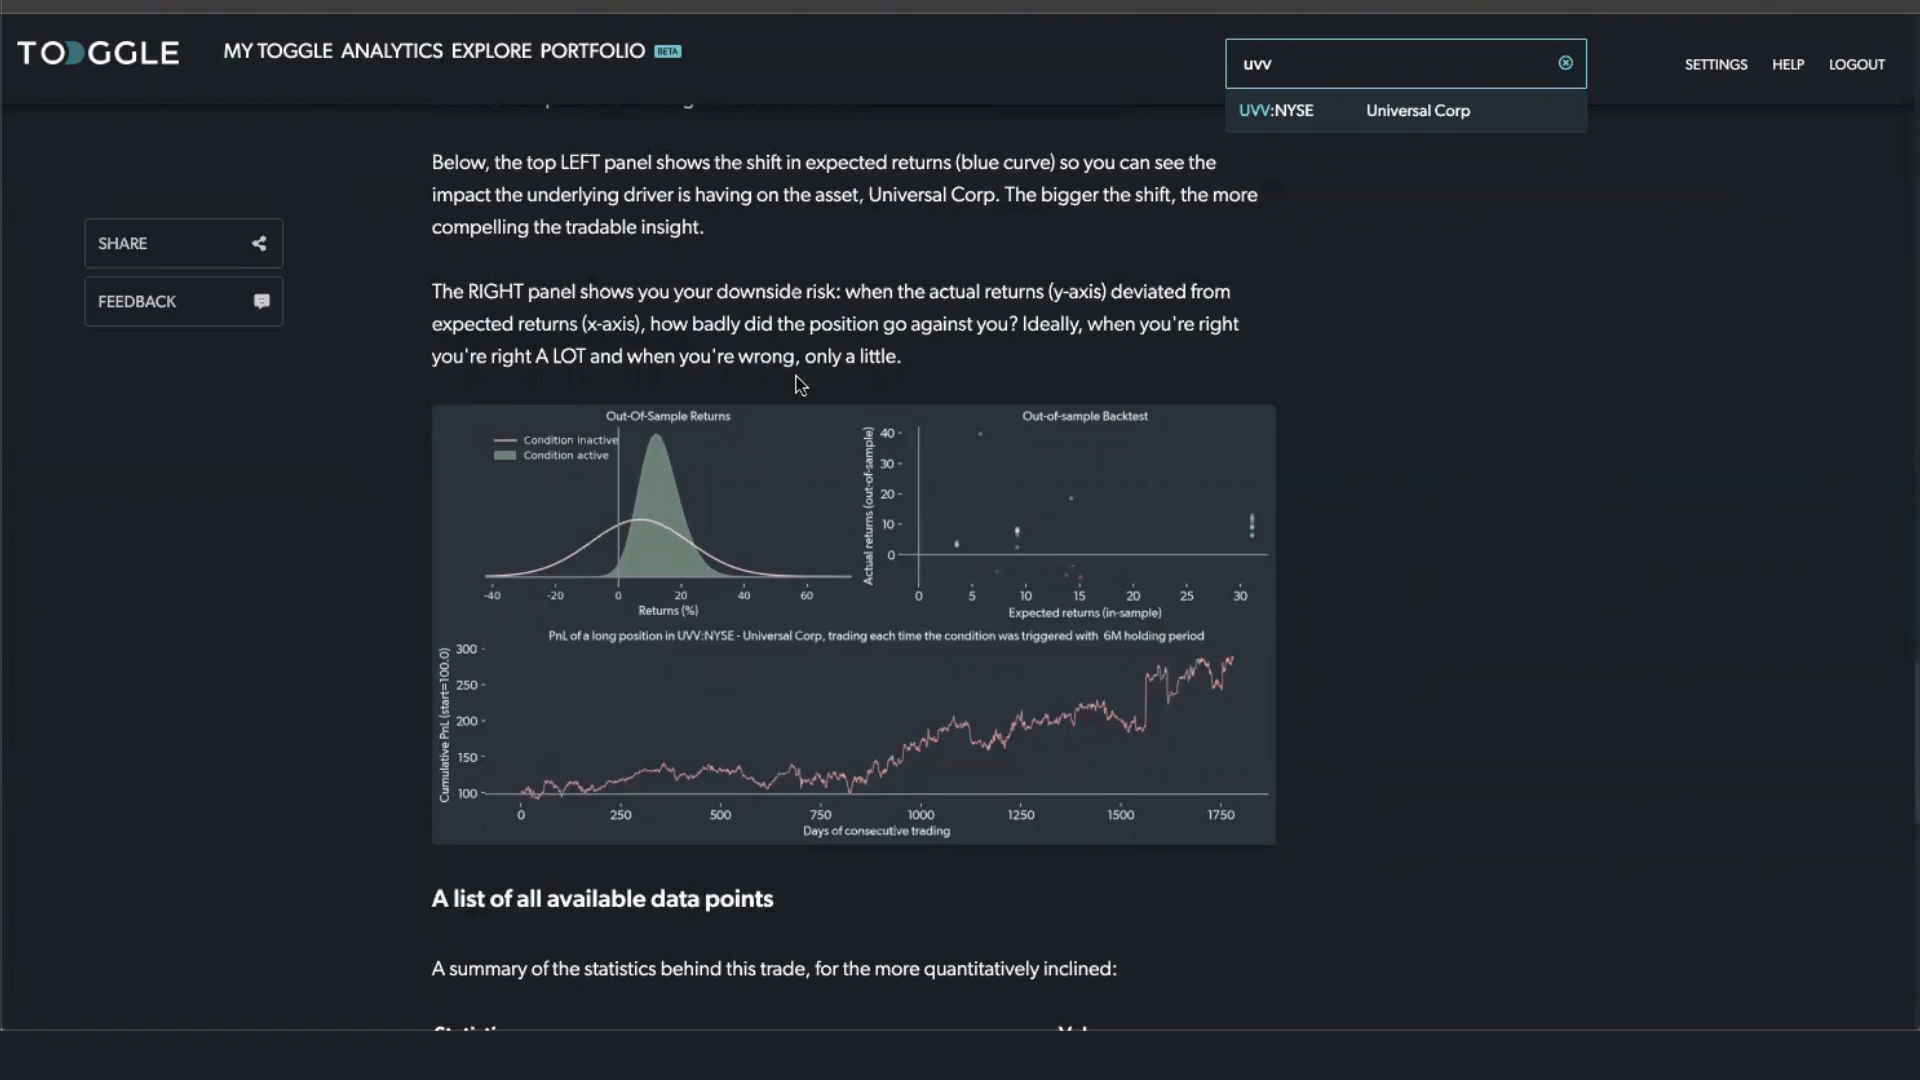 TOGGLE
MY TOGGLE ANALYTICS EXPLORE PORTFOLIO BETA
uvv
SETTINGS HELP LOGOUT
UVV:NYSE Universal Corp
Below, the top LEFT panel shows the shift in expected returns (blue curve) so you can see the
impact the underlying driver is having on the asset, Universal Corp. The bigger the shift, the more
compelling the tradable insight.
SHARE
FEEDBACK
The RIGHT panel shows you your downside risk: when the actual returns (y-axis) deviated from
expected returns (x-axis), how badly did the position go against you? Ideally, when you're right
you're right A LOT and when you're wrong, only a little.
Out-Of-Sample Returns
Condition inactive
Condition active
-40 -20 0 20 40 60
Returns (%)
Out-of-sample Backtest
Actual returns (out-of-sample)
40
30
20
10
0
0 5 10 15 20 25 30
Expected returns (in-sample)
PnL of a long position in UVV:NYSE - Universal Corp, trading each time the condition was triggered with 6M holding period
Cumulative PnL (start=100.0)
300
250
200
150
100
0 250 500 750 1000 1250 1500 1750
Days of consecutive trading
A list of all available data points
A summary of the statistics behind this trade, for the more quantitatively inclined: